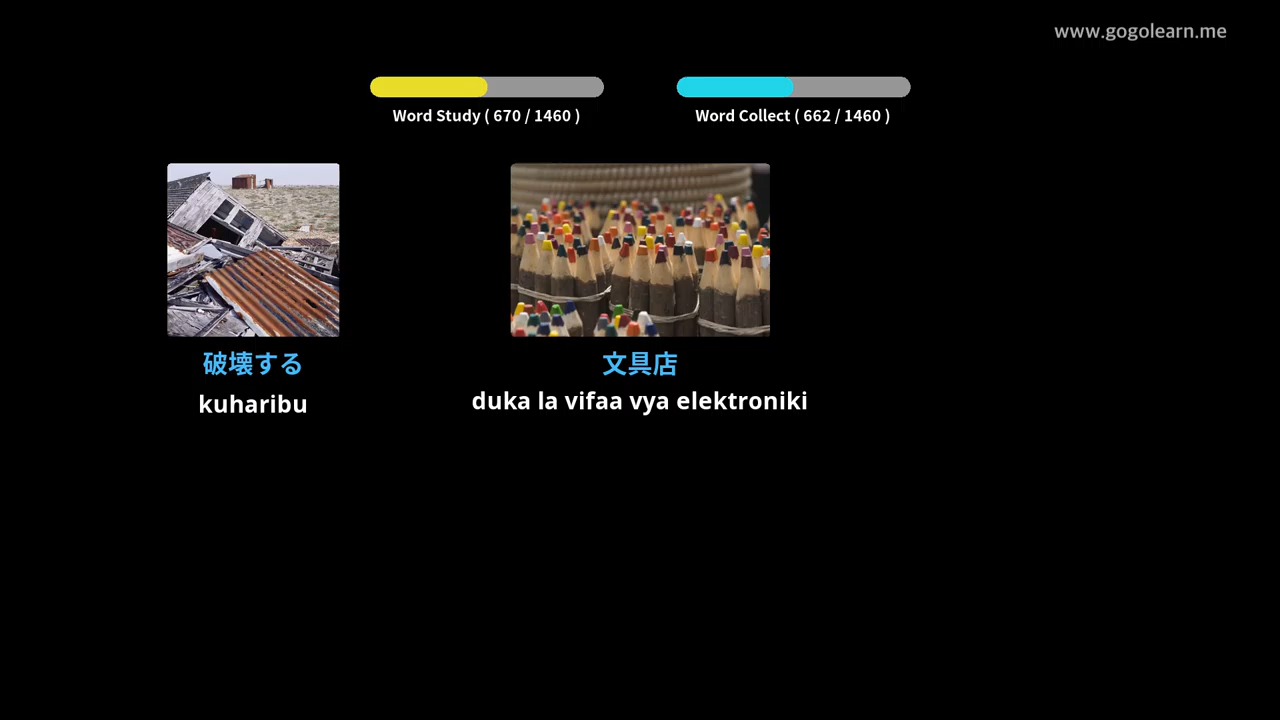 www.gogolearn.me
Word Study ( 670 / 1460 )
Word Collect ( 662 / 1460 )
破壊する
kuharibu
文具店
duka la vifaa vya elektroniki